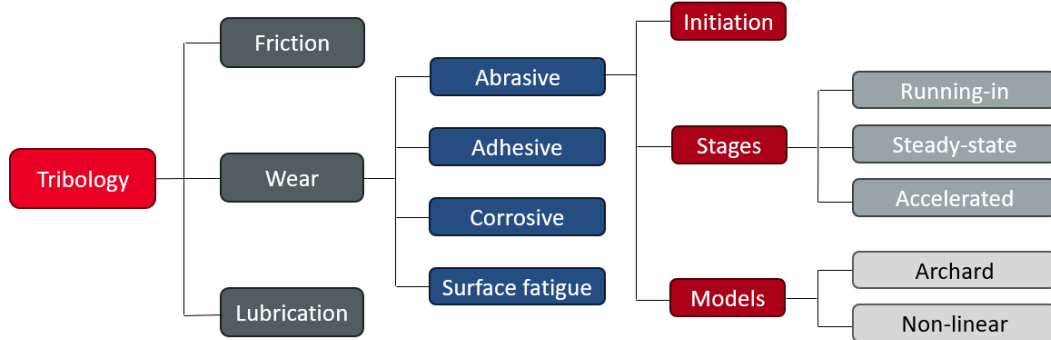 Tribology
Friction
Wear
Lubrication
Abrasive
Adhesive
Corrosive
Surface fatigue
Initiation
Stages
Models
Running-in
Steady-state
Accelerated
Archard
Non-linear